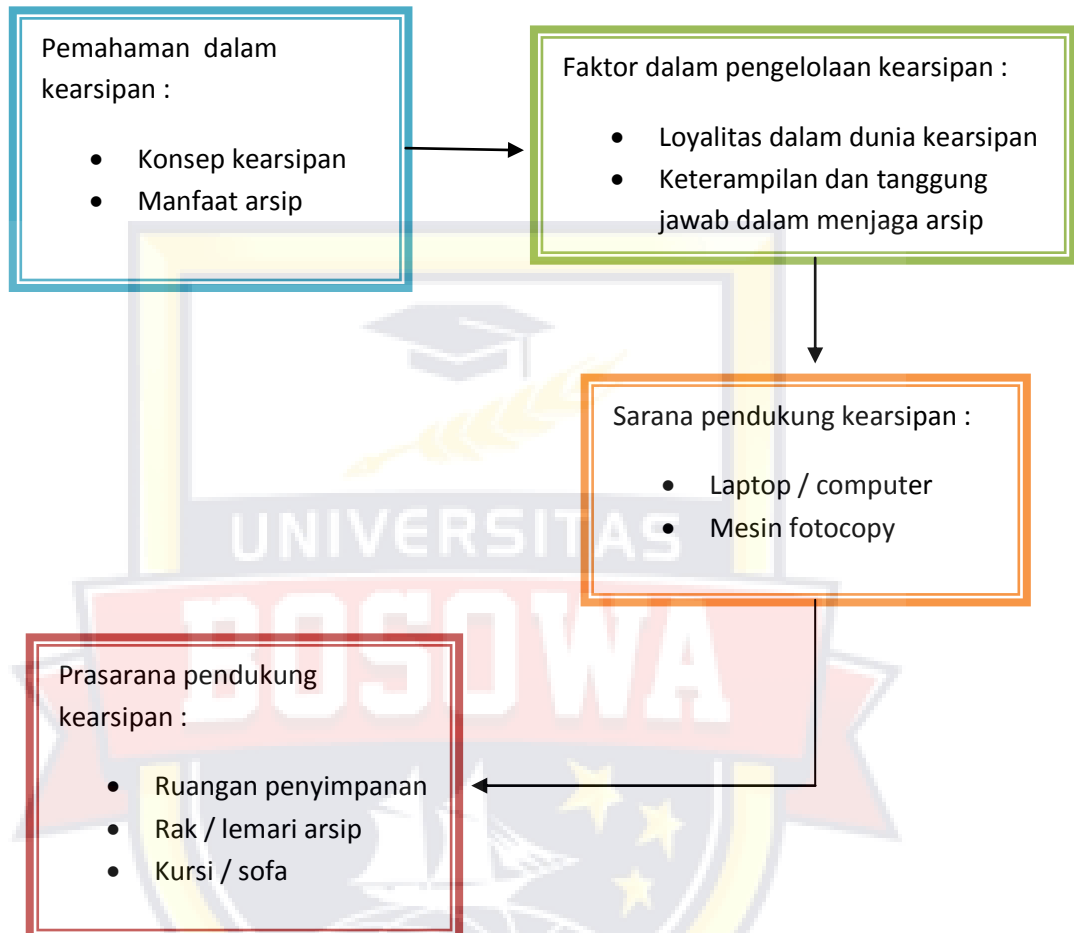 Pemahaman dalam
kearsipan :
• Konsep kearsipan
• Manfaat arsip
Faktor dalam pengelolaan kearsipan :
• Loyalitas dalam dunia kearsipan
• Keterampilan dan tanggung
jawab dalam menjaga arsip
Sarana pendukung kearsipan :
• Laptop / computer
• Mesin fotocopy
UNIVERSITAS
BOSOWA
Prasarana pendukung
kearsipan :
• Ruangan penyimpanan
• Rak / lemari arsip
• Kursi / sofa